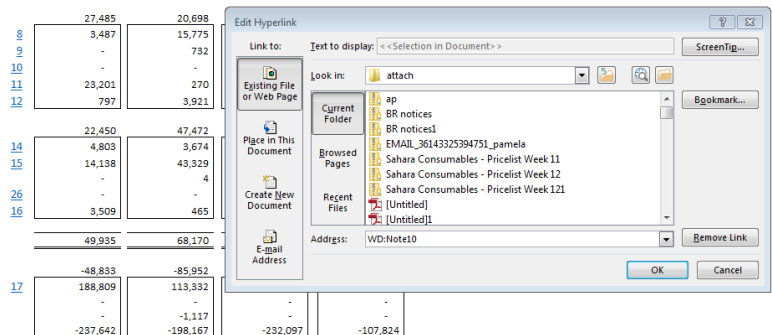 27,485 20,698
8 3,487 15,775
9 - 732
10 - -
11 23,201 270
12 797 3,921
22,450 47,472
14 4,803 3,674
15 14,138 43,329
- 4
26 - -
16 3,509 465
49,935 68,170
-48,833 -85,952
17 188,809 113,332
- - - -
- -1,117 - -
-237,642 -198,167 -232,097 -107,824
Edit Hyperlink
Link to: Text to display: <<Selection in Document>> ScreenTip...
Existing File or Web Page
Place in This Document
Create New Document
E-mail Address
Look in: attach
Current Folder
Browsed Pages
Recent Files
ap
BR notices
BR notices1
EMAIL_36143325394751_pamela
Sahara Consumables - Pricelist Week 11
Sahara Consumables - Pricelist Week 12
Sahara Consumables - Pricelist Week 121
[Untitled]
[Untitled]1
Bookmark...
Address: WD:Note10 Remove Link
OK Cancel